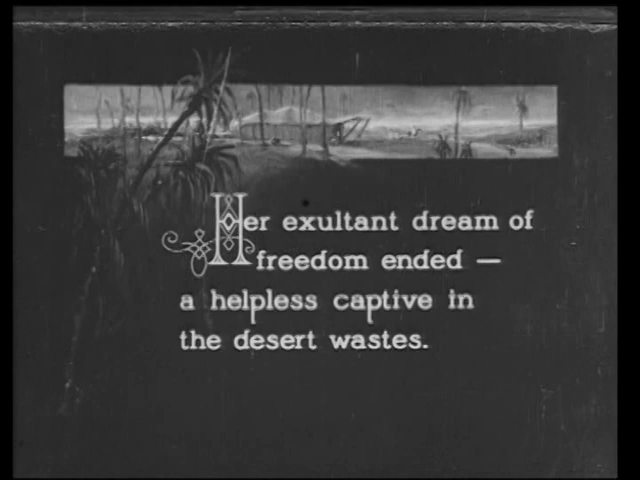 Her exultant dream of
freedom ended —
a helpless captive in
the desert wastes.